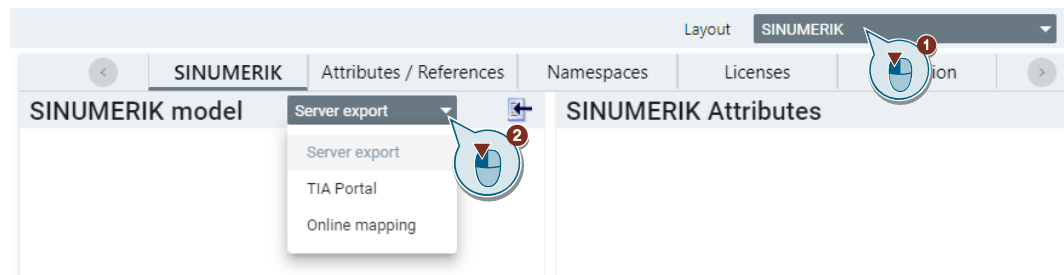 Layout SINUMERIK
1
SINUMERIK Attributes / References Namespaces Licenses ion
SINUMERIK model Server export SINUMERIK Attributes
2
Server export
TIA Portal
Online mapping